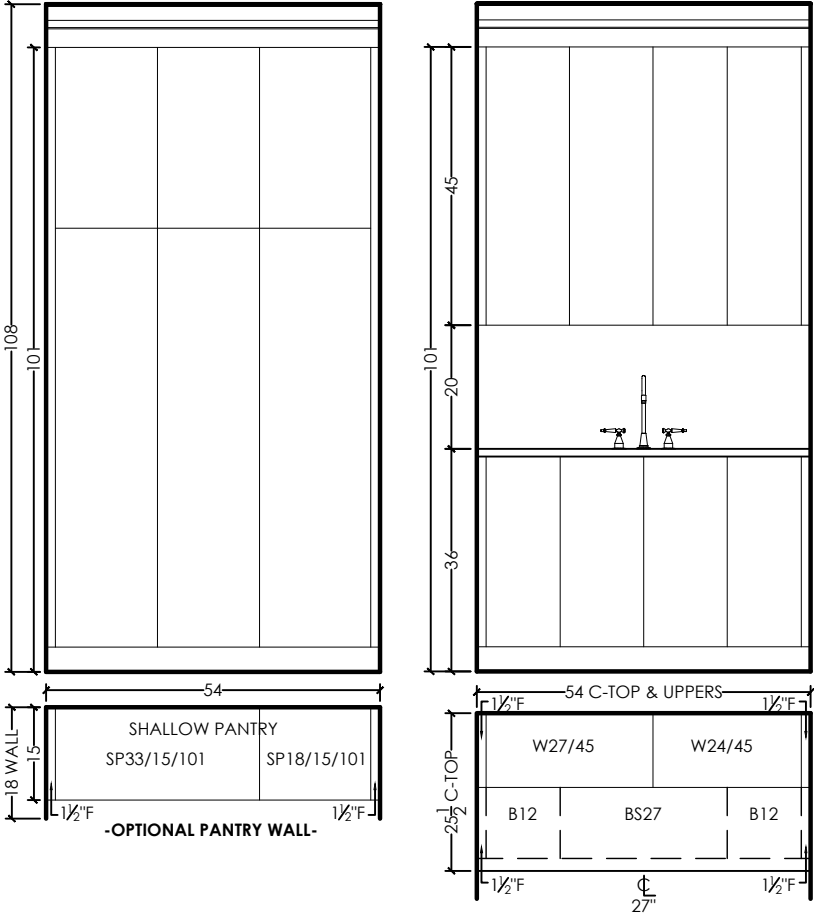 108
101
54
18 WALL
15
SHALLOW PANTRY
SP33/15/101
SP18/15/101
1½"F
1½"F
-OPTIONAL PANTRY WALL-
101
45
20
36
54 C-TOP & UPPERS
1½"F
1½"F
25½ C-TOP
W27/45
W24/45
B12
BS27
B12
1½"F
1½"F
℄
27"